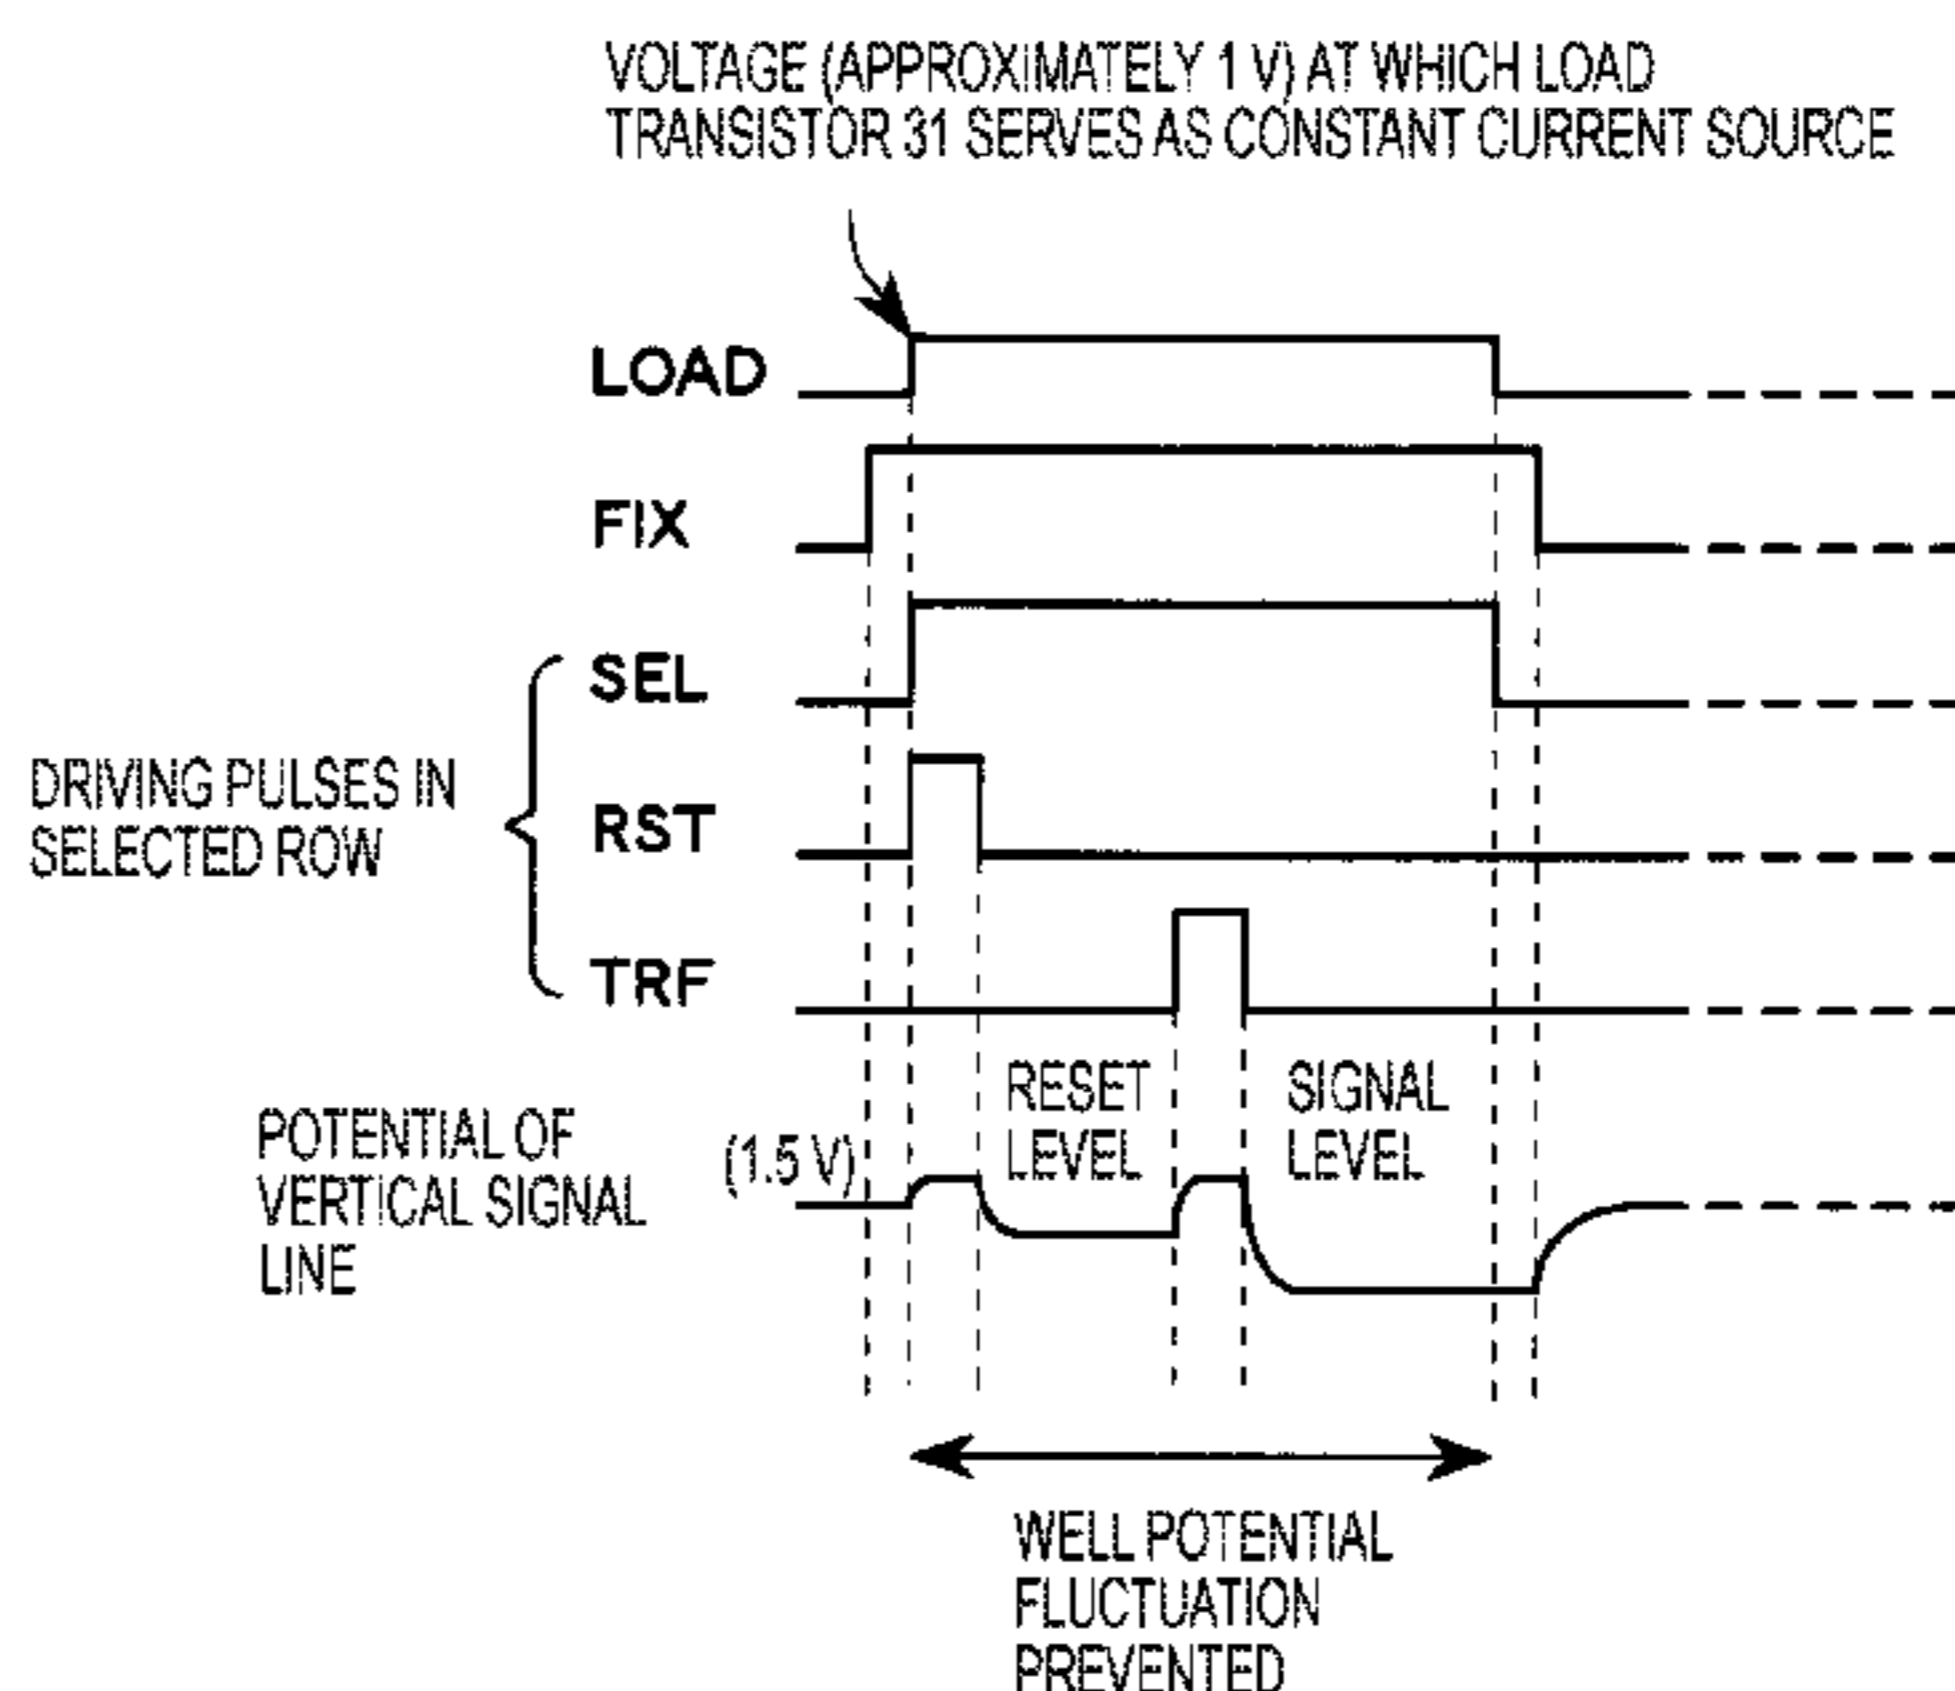 VOLTAGE (APPROXIMATELY 1 V) AT WHICH LOAD
TRANSISTOR 31 SERVES AS CONSTANT CURRENT SOURCE
LOAD
FIX
SEL
DRIVING PULSES IN
SELECTED ROW
RST
TRF
RESET
LEVEL
SIGNAL
LEVEL
POTENTIAL OF
VERTICAL SIGNAL
LINE
(1.5 V)
WELL POTENTIAL
FLUCTUATION
PREVENTED